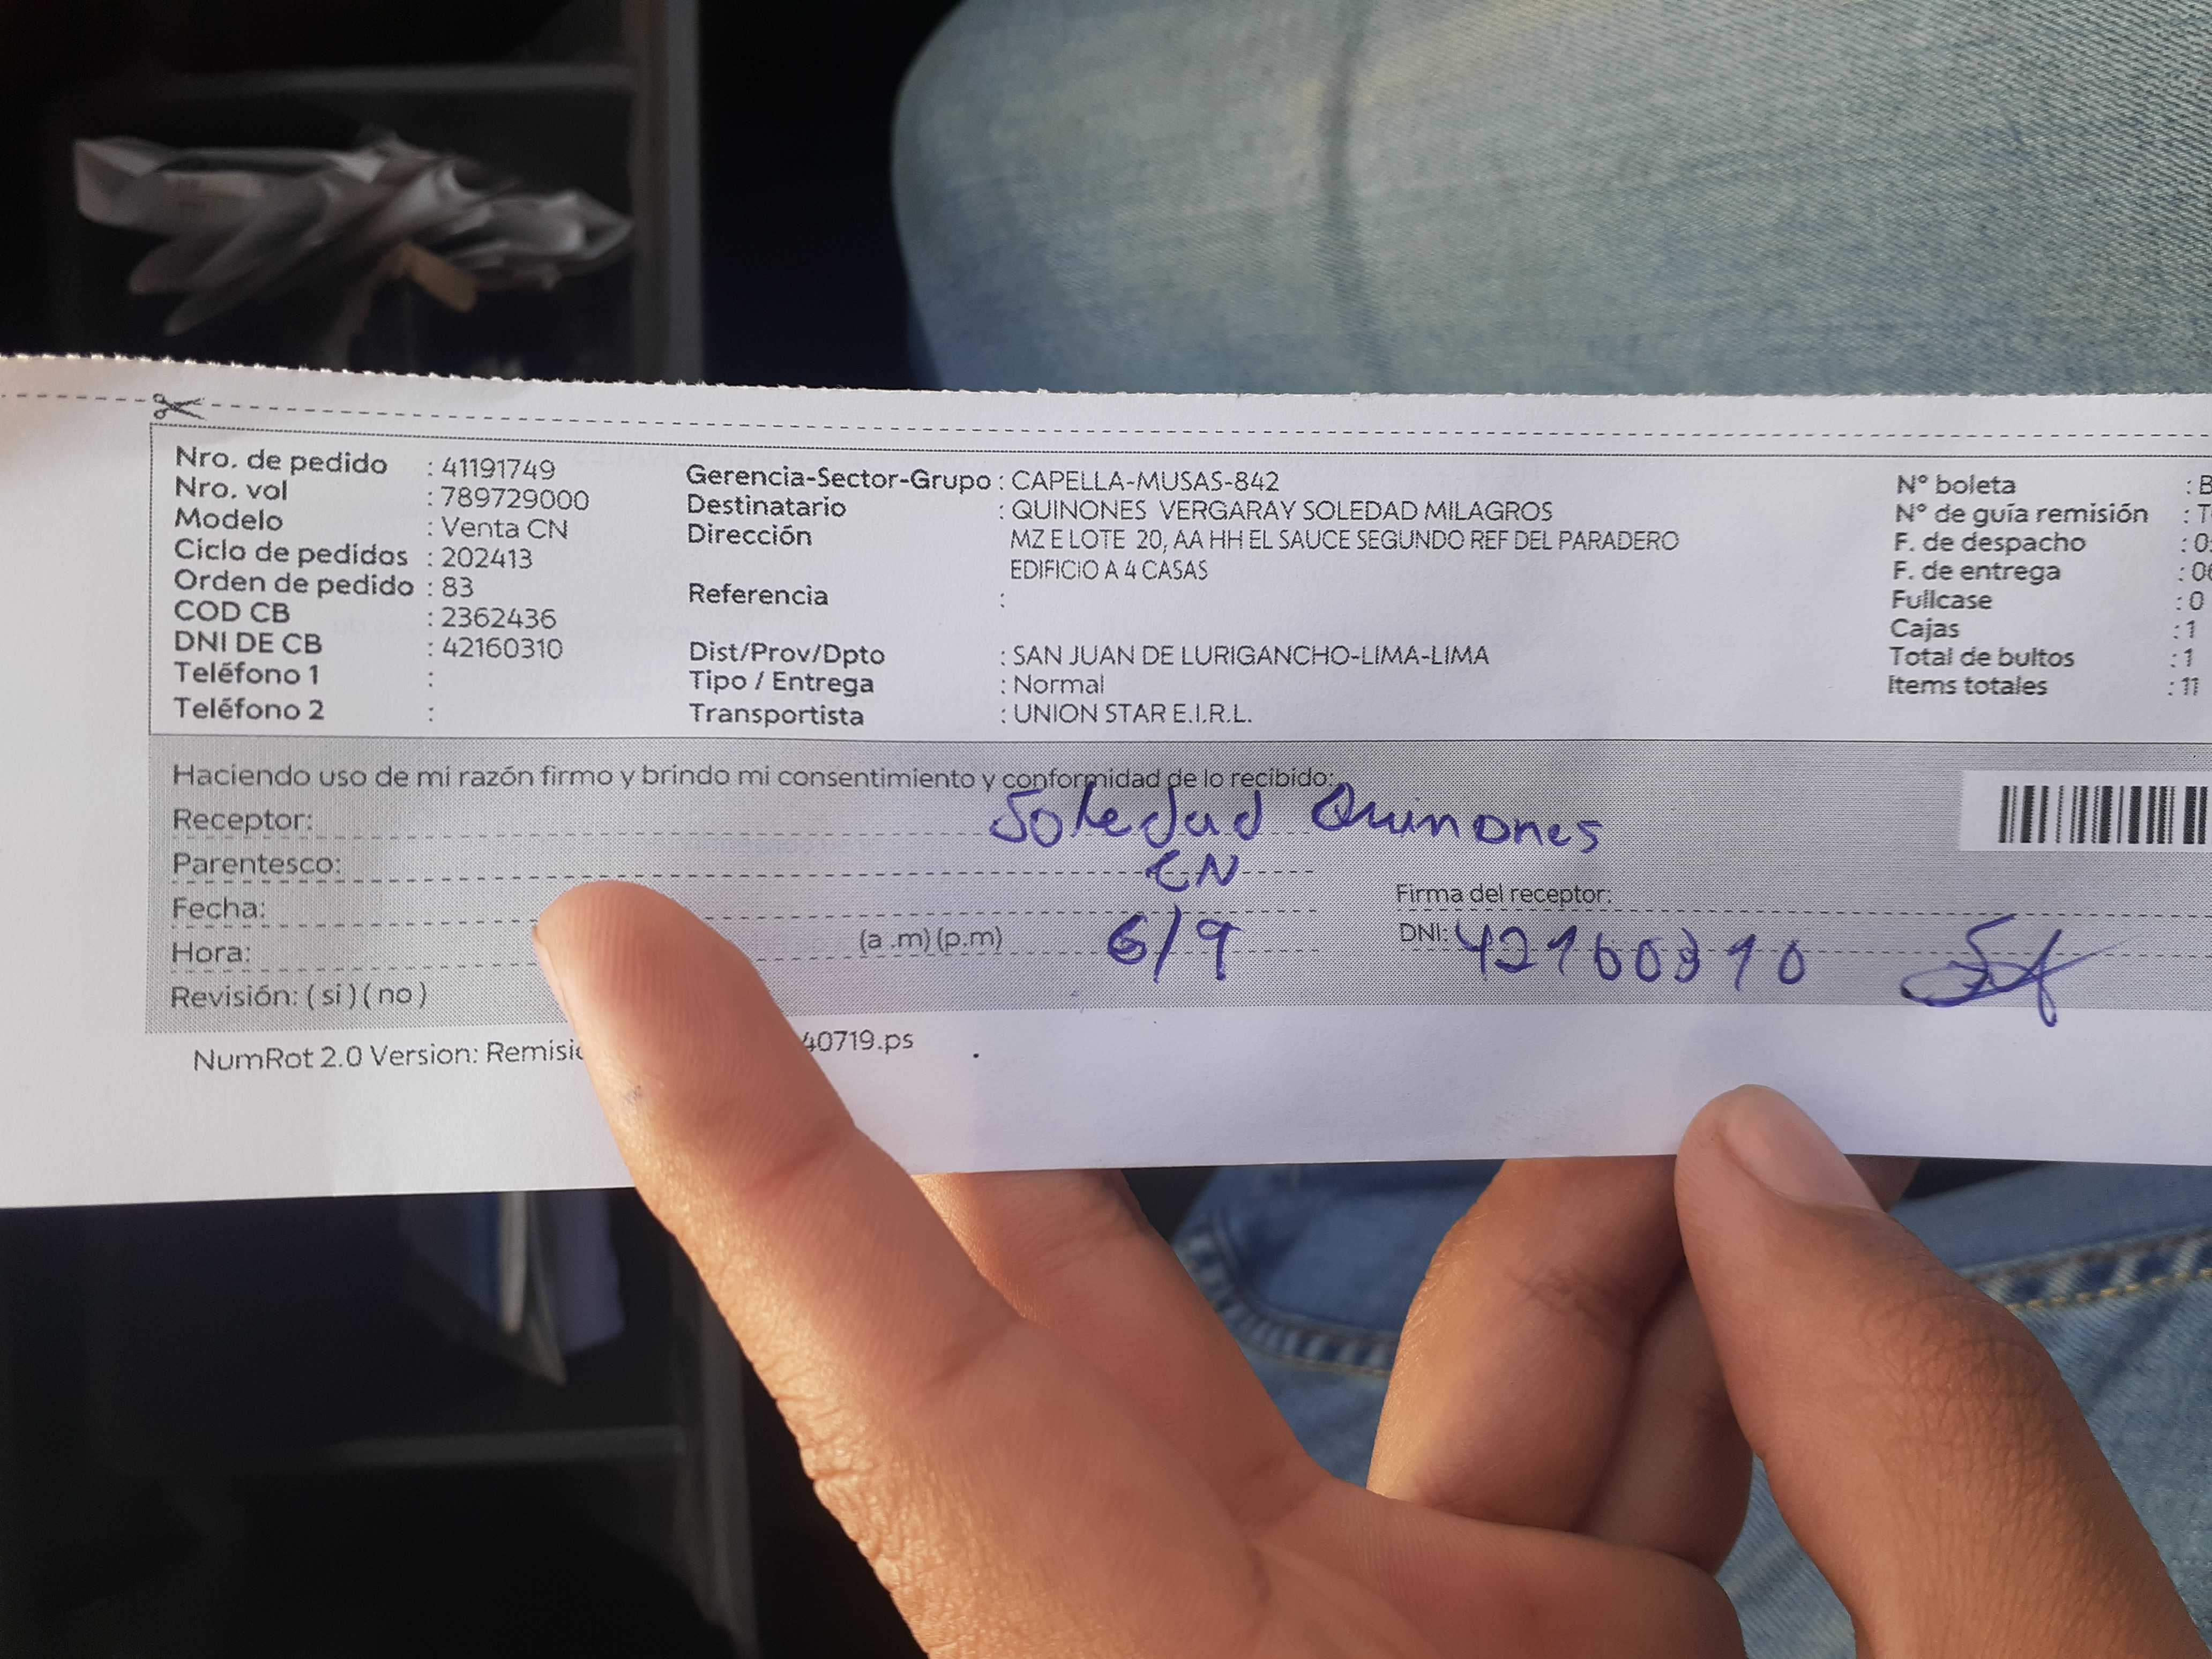 Nro. de pedido : 41191749
Nro. vol : 789729000
Modelo : Venta CN
Ciclo de pedidos : 202413
Orden de pedido : 83
COD CB : 2362436
DNI DE CB : 42160310
Teléfono 1 :
Teléfono 2 :
Gerencia-Sector-Grupo : CAPELLA-MUSAS-842
Destinatario : QUINONES VERGARAY SOLEDAD MILAGROS
Dirección MZ E LOTE 20, AA HH EL SAUCE SEGUNDO REF DEL PARADERO
EDIFICIO A 4 CASAS
Referencia :
Dist/Prov/Dpto : SAN JUAN DE LURIGANCHO-LIMA-LIMA
Tipo / Entrega : Normal
Transportista : UNION STAR E.I.R.L.
N° boleta : B
N° de guía remisión : T
F. de despacho : 0
F. de entrega : 0
Fullcase : 0
Cajas : 1
Total de bultos : 1
Items totales : 11
Haciendo uso de mi razón firmo y brindo mi consentimiento y conformidad de lo recibido:
Receptor: Soledad Quinones
Parentesco: CN
Fecha: 6/9
Hora: (a .m) (p.m)
Revisión: ( si ) ( no )
Firma del receptor:
DNI: 42160310
NumRot 2.0 Version: Remisi 40719.ps